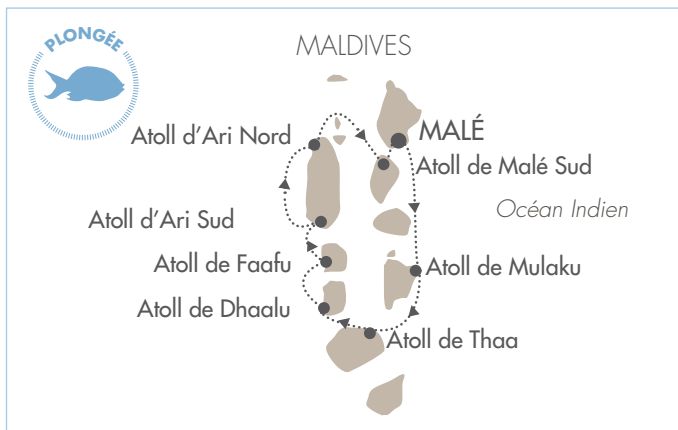 PLONGÉE
MALDIVES
MALÉ
Atoll d'Ari Nord
Atoll de Malé Sud
Atoll d'Ari Sud
Océan Indien
Atoll de Faafu
Atoll de Mulaku
Atoll de Dhaalu
Atoll de Thaa